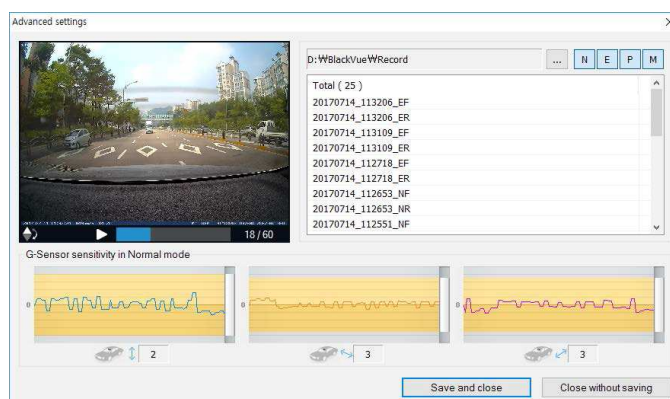 Advanced settings
D:₩BlackVue₩Record
... N E P M
Total ( 25 )
20170714_113206_EF
20170714_113206_ER
20170714_113109_EF
20170714_113109_ER
20170714_112718_EF
20170714_112718_ER
20170714_112653_NF
20170714_112653_NR
20170714_112551_NF
18 / 60
G-Sensor sensitivity in Normal mode
0
0
0
2
3
3
Save and close
Close without saving